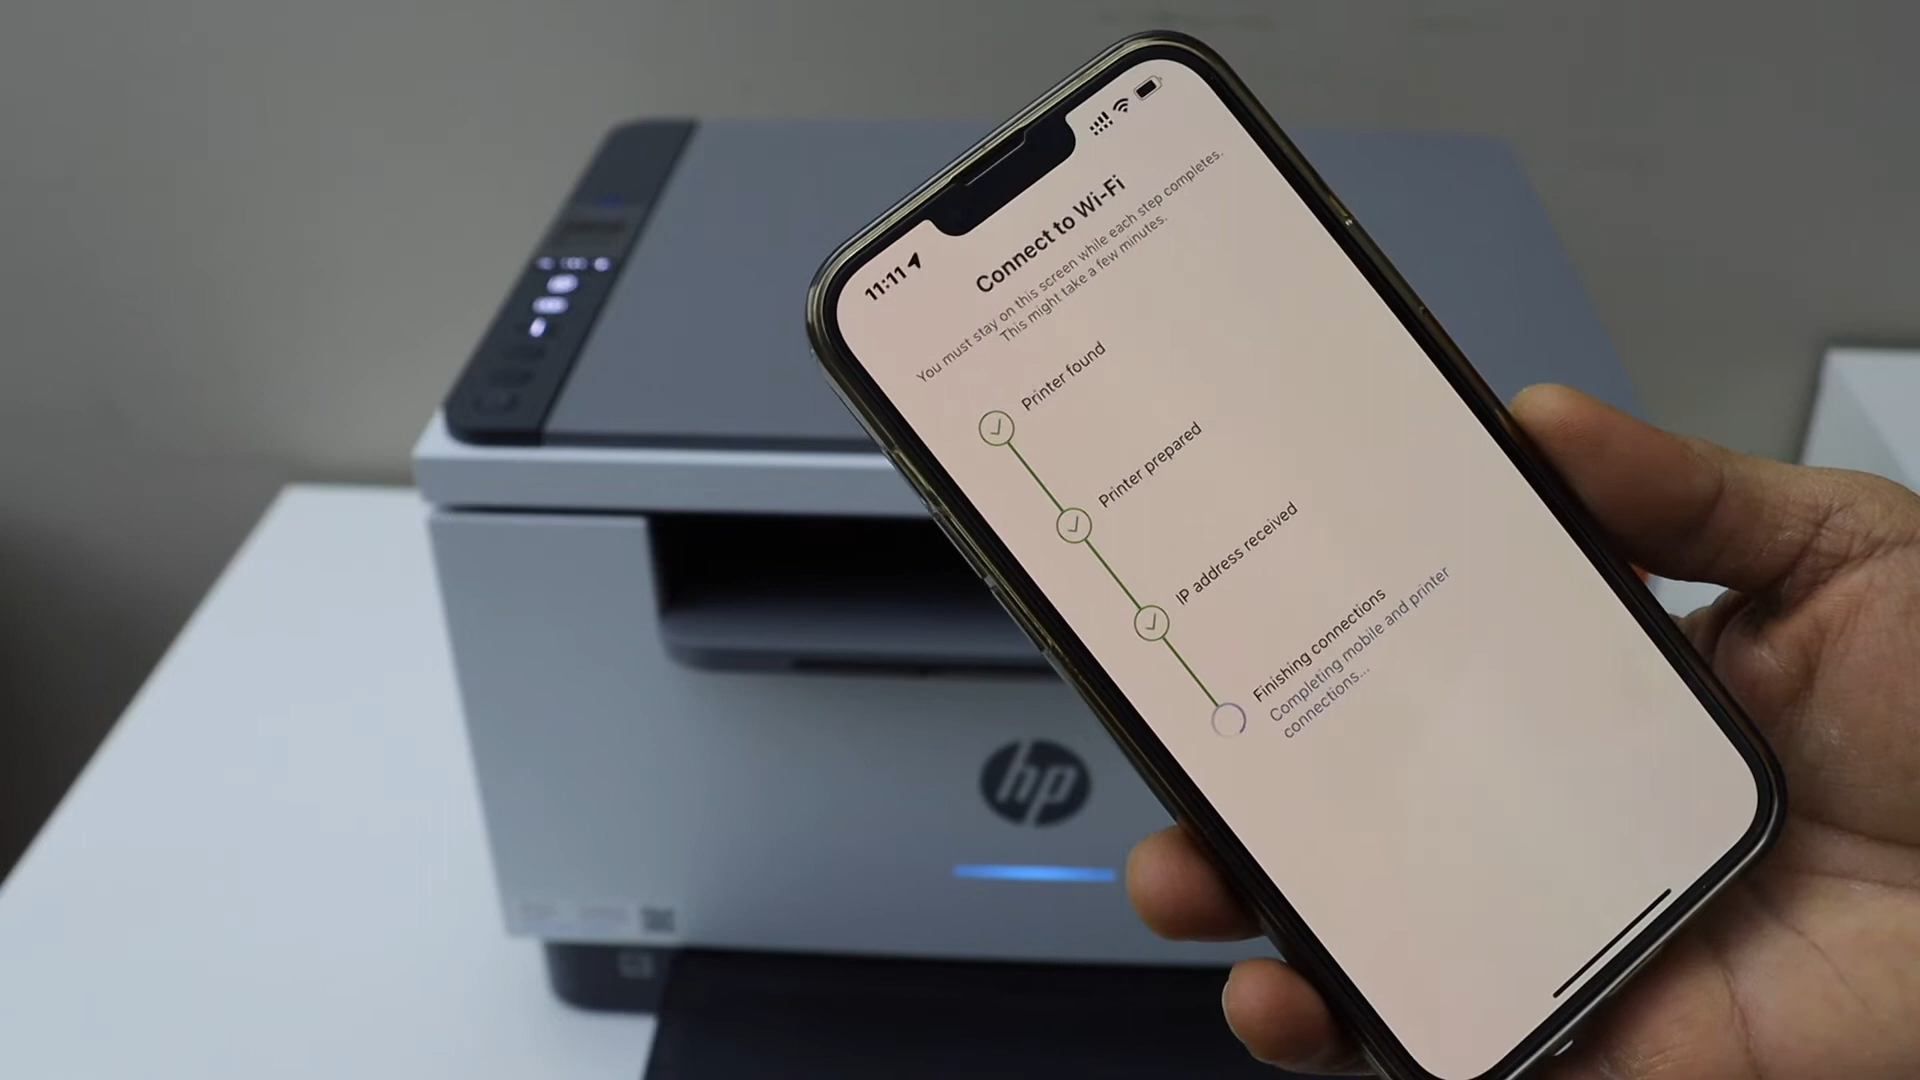 11:11
Connect to Wi-Fi
You must stay on this screen while each step completes.
This might take a few minutes.
Printer found
Printer prepared
IP address received
Finishing connections
Completing mobile and printer
connections...
hp